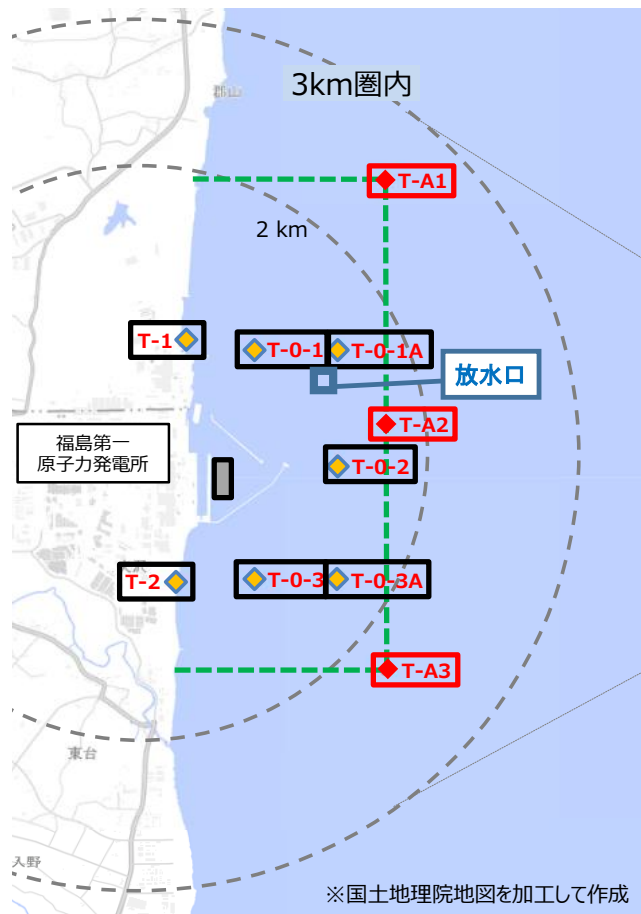 3km圏内
郡山
T-A1
2 km
T-1
T-0-1
T-0-1A
放水口
T-A2
福島第一
原子力発電所
T-0-2
T-2
T-0-3
T-0-3A
T-A3
東台
入野
※国土地理院地図を加工して作成